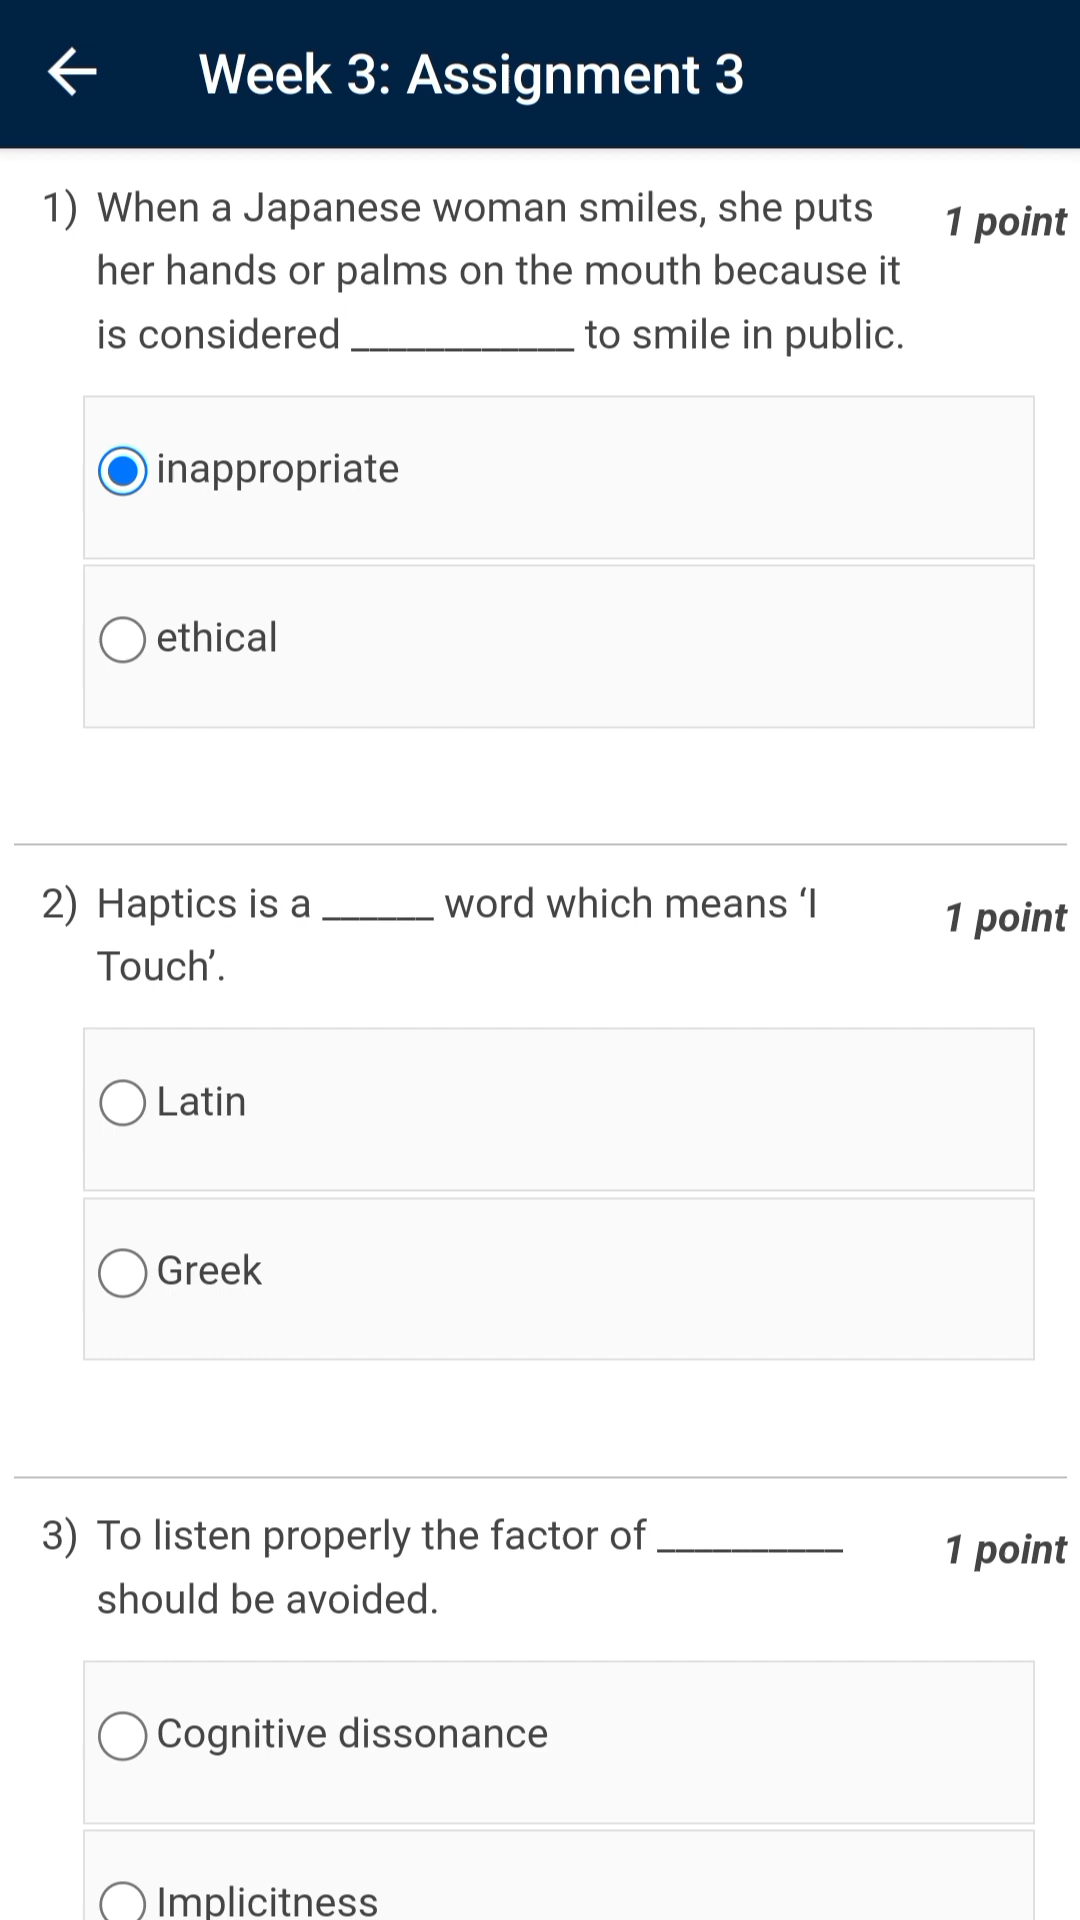 Week 3: Assignment 3
1) When a Japanese woman smiles, she puts
1 point
her hands or palms on the mouth because it
is considered ____________ to smile in public.
inappropriate
ethical
2) Haptics is a ______ word which means ‘I
1 point
Touch’.
Latin
Greek
3) To listen properly the factor of __________
1 point
should be avoided.
Cognitive dissonance
Implicitness